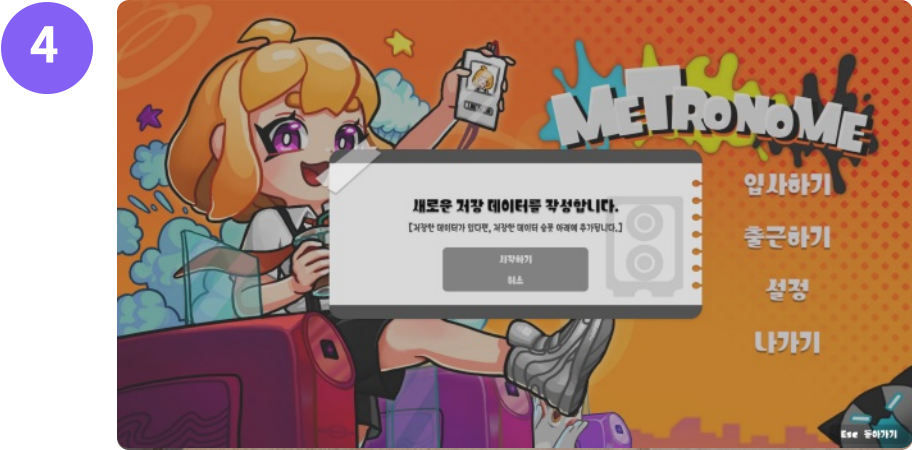 4
METRONOME
입사하기
새로운 저장 데이터를 작성합니다.
[저장한 데이터가 있다면, 저장한 데이터 슬롯 아래에 추가됩니다.]
출근하기
시작하기
취소
설정
나가기
Esc 돌아가기